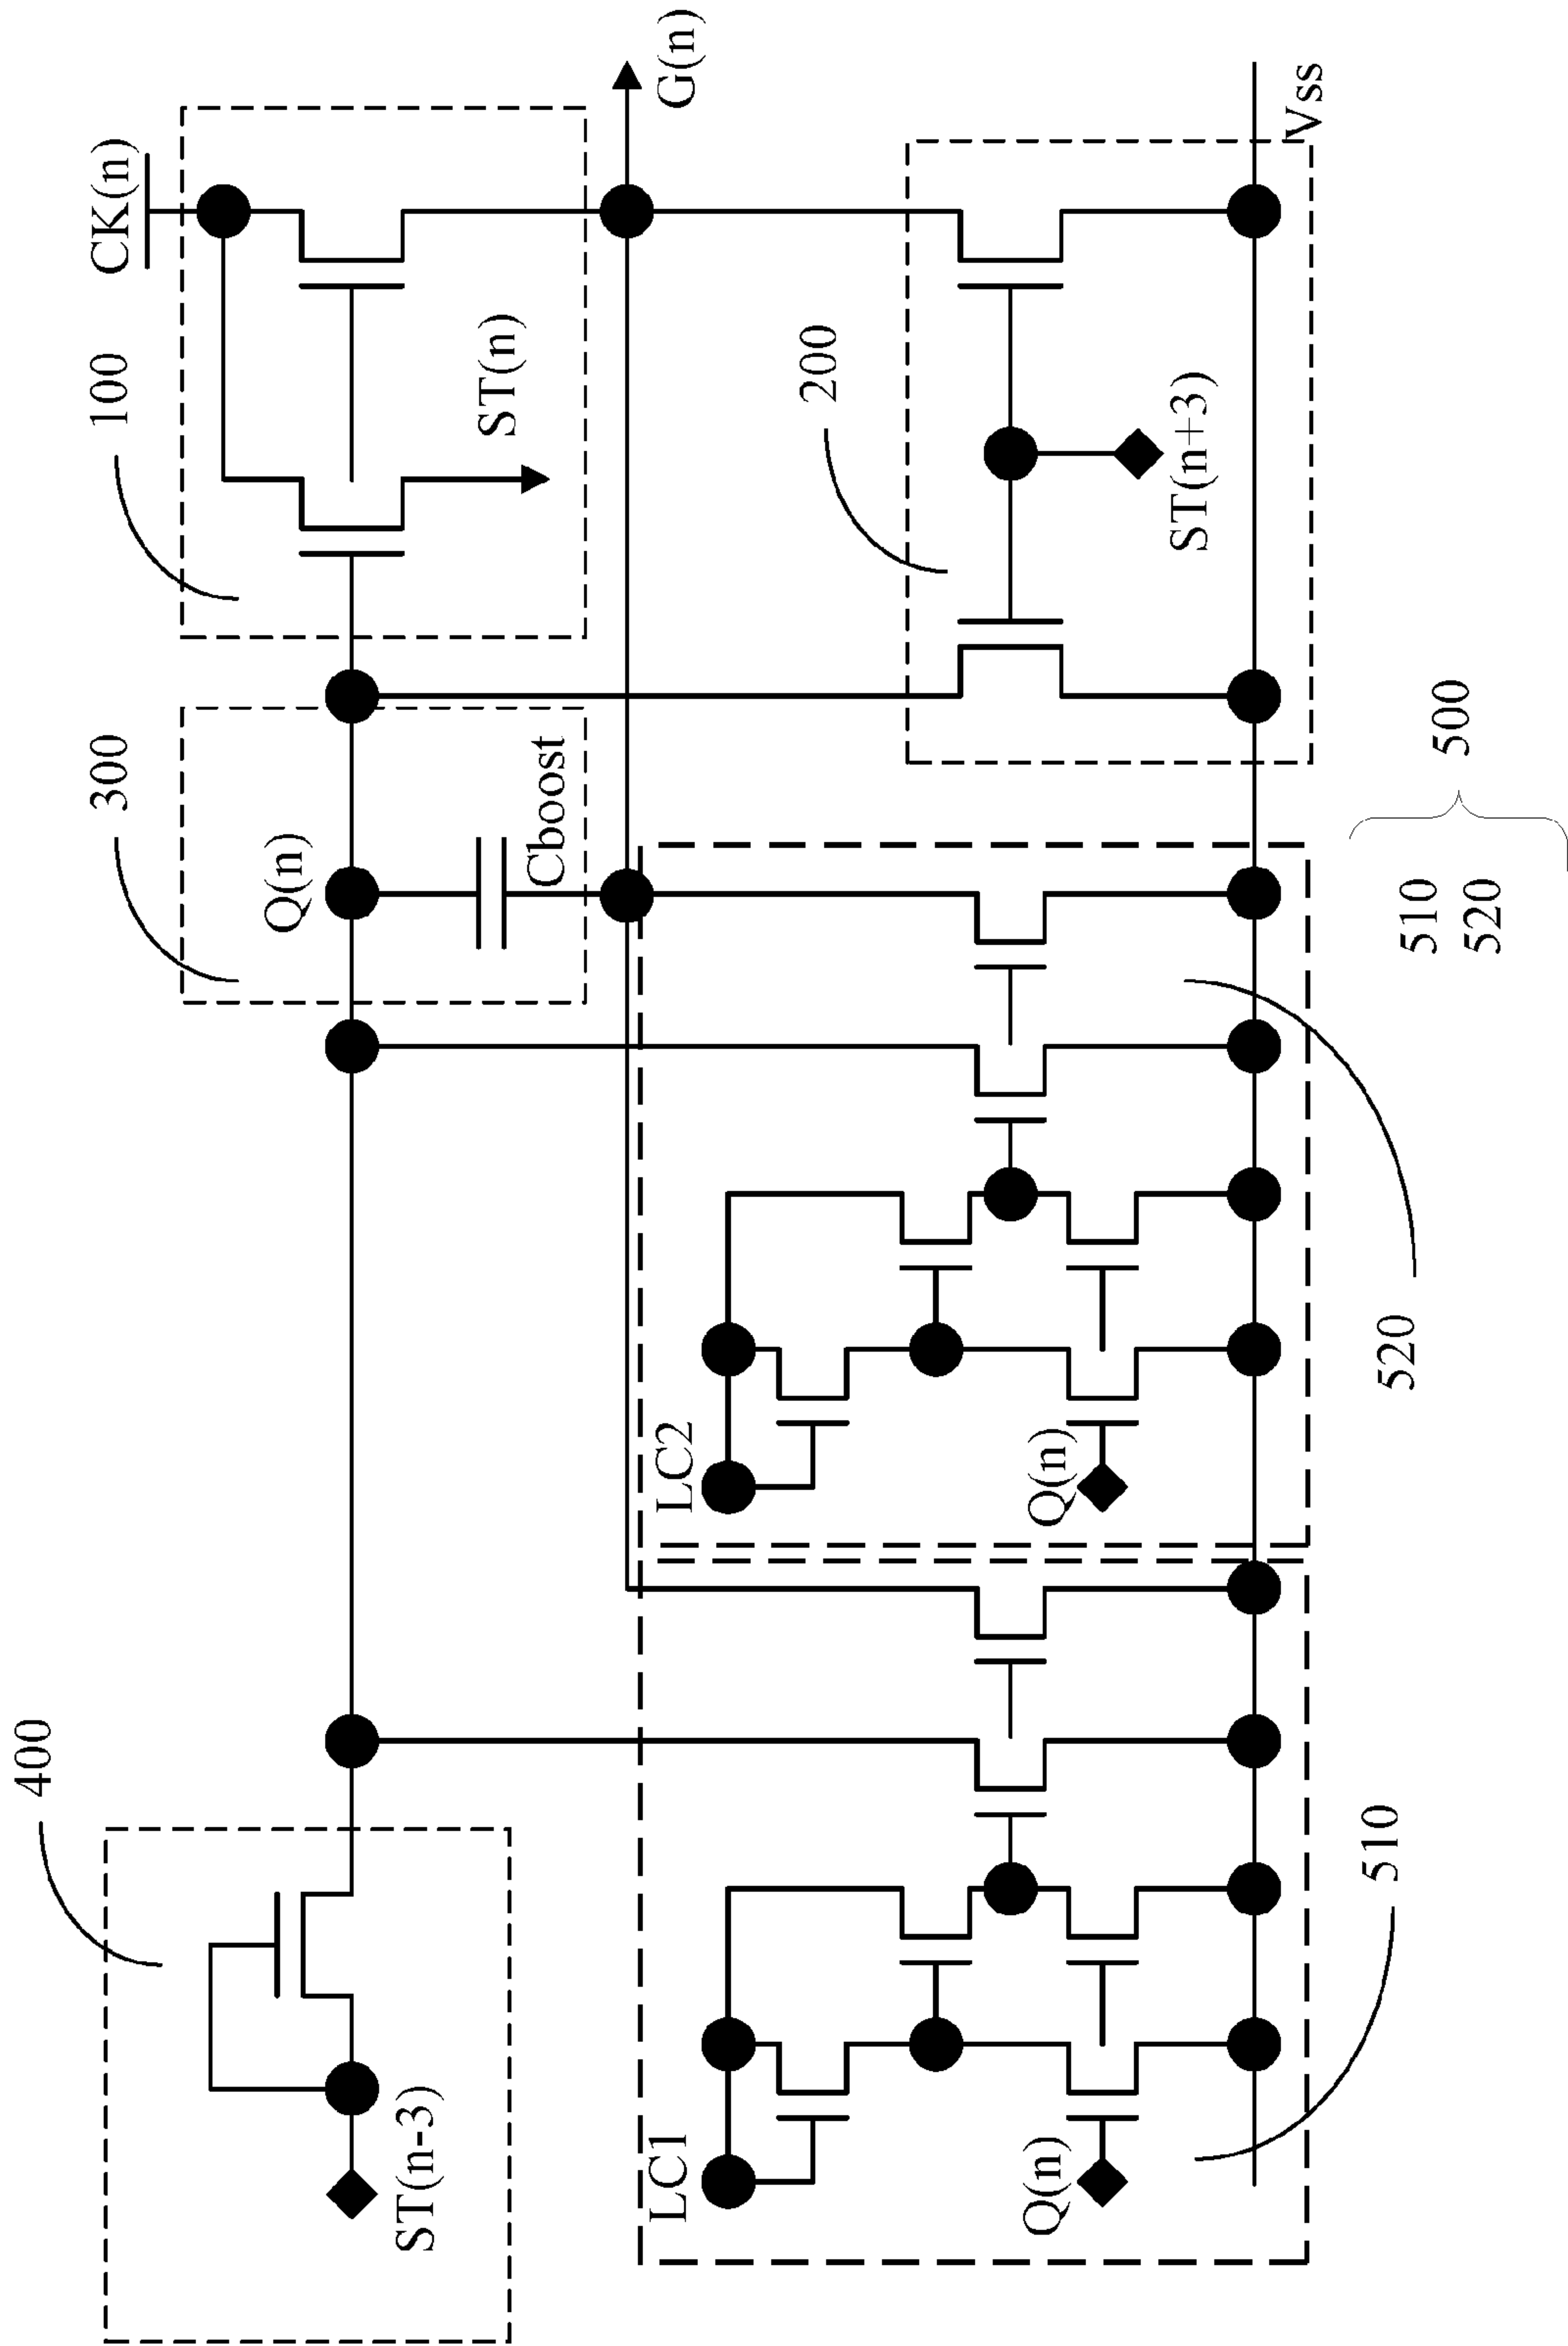 400
300
100
CK(n)
Q(n)
ST(n-3)
ST(n)
Cboost
G(n)
LC1
LC2
200
Q(n)
Q(n)
ST(n+3)
Vss
510
520
510
520
500